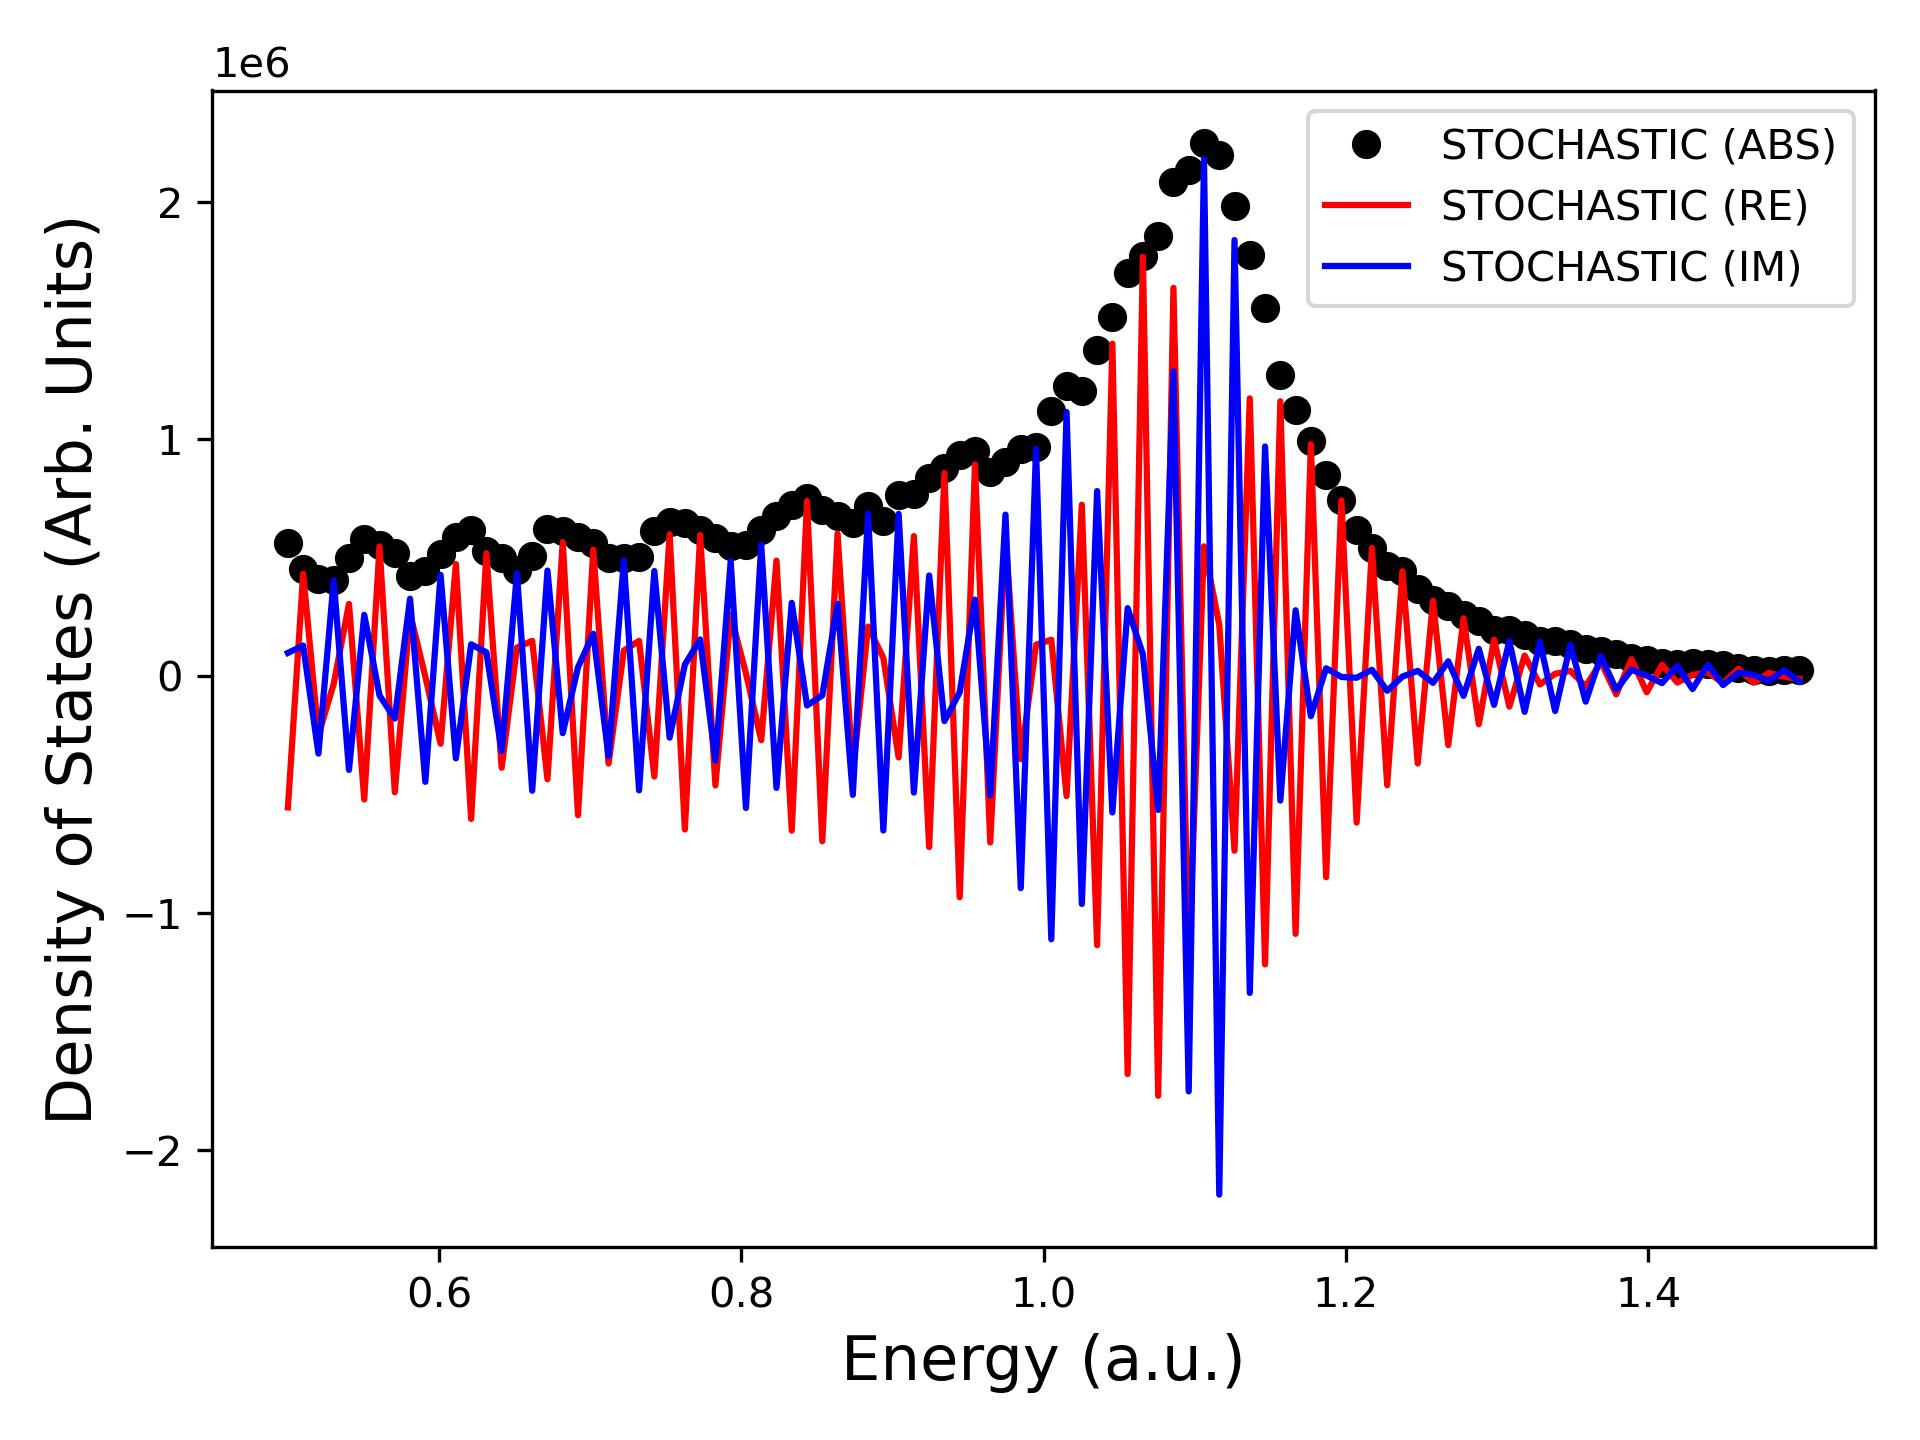 1e6
STOCHASTIC (ABS)
STOCHASTIC (RE)
STOCHASTIC (IM)
Density of States (Arb. Units)
2
1
0
−1
−2
0.6 0.8 1.0 1.2 1.4
Energy (a.u.)